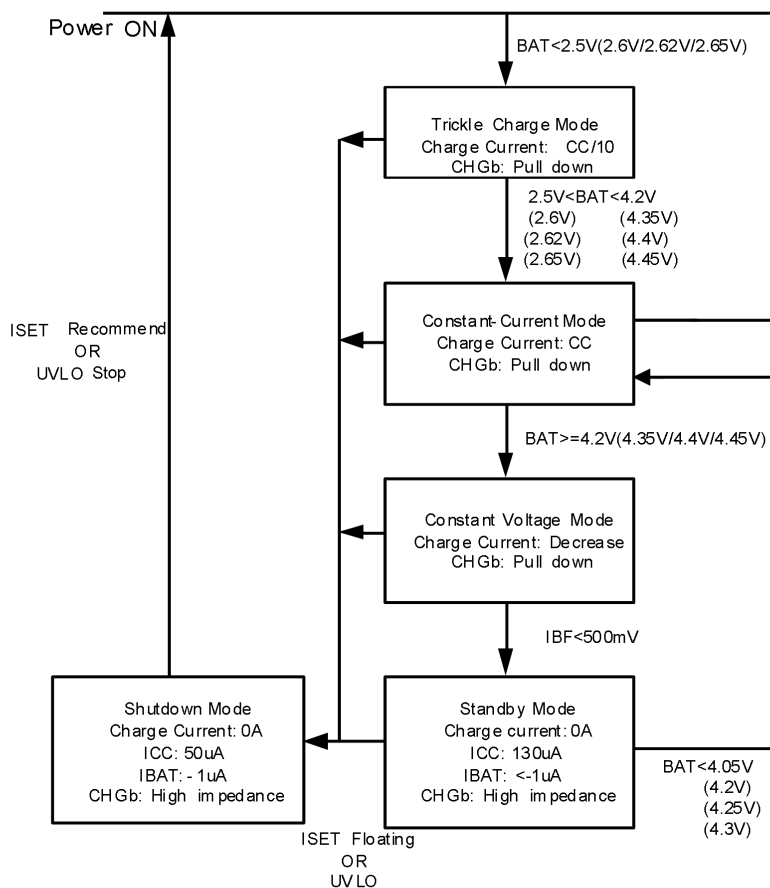 Power ON
BAT<2.5V(2.6V/2.62V/2.65V)
Trickle Charge Mode
Charge Current: CC/10
CHGb: Pull down
2.5V<BAT<4.2V
(2.6V) (4.35V)
(2.62V) (4.4V)
(2.65V) (4.45V)
ISET Recommend
OR
UVLO Stop
Constant-Current Mode
Charge Current: CC
CHGb: Pull down
BAT>=4.2V(4.35V/4.4V/4.45V)
Constant Voltage Mode
Charge Current: Decrease
CHGb: Pull down
IBF<500mV
Shutdown Mode
Charge Current: 0A
ICC: 50uA
IBAT: -1uA
CHGb: High impedance
Standby Mode
Charge current: 0A
ICC: 130uA
IBAT: <-1uA
CHGb: High impedance
BAT<4.05V
(4.2V)
(4.25V)
(4.3V)
ISET Floating
OR
UVLO